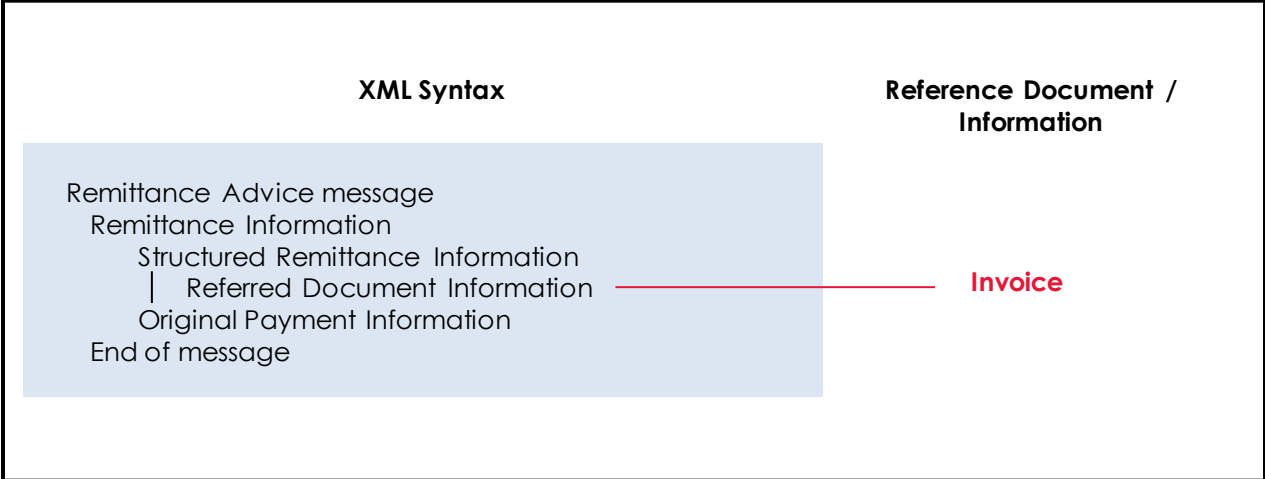 XML Syntax
Reference Document /
Information
Remittance Advice message
Remittance Information
Structured Remittance Information
Referred Document Information
Invoice
Original Payment Information
End of message